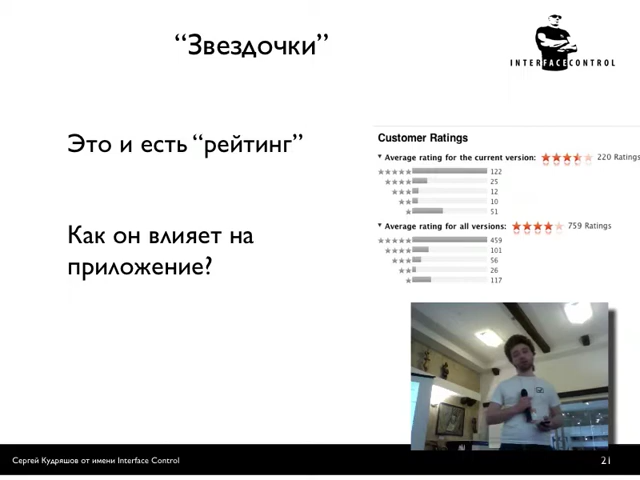 “Звездочки”
INTERFACECONTROL
Это и есть “рейтинг”
Как он влияет на
приложение?
Customer Ratings
Average rating for the current version: 220 Ratings
122
25
12
10
51
Average rating for all versions: 759 Ratings
459
101
56
26
117
Сергей Кудряшов от имени Interface Control
21